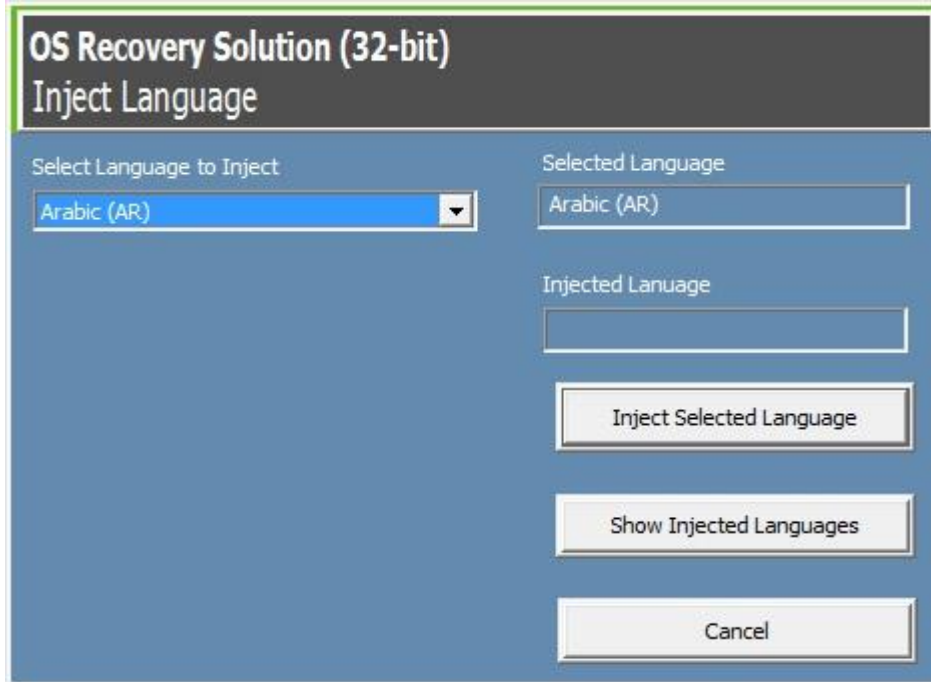 OS Recovery Solution (32-bit)
Inject Language
Select Language to Inject
Arabic (AR)
Selected Language
Arabic (AR)
Injected Lanuage
Inject Selected Language
Show Injected Languages
Cancel